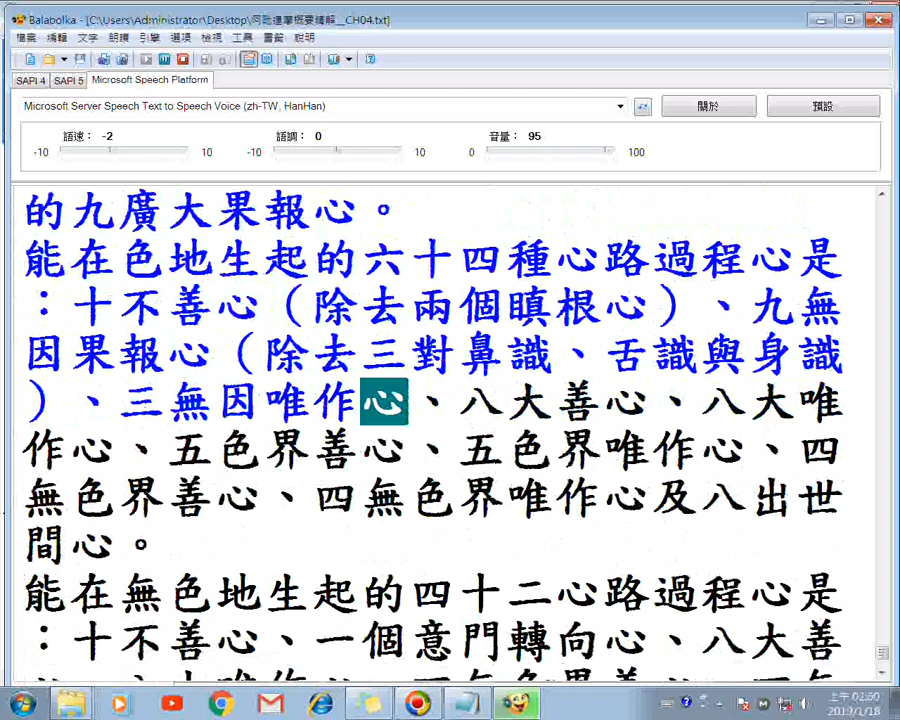 Balabolka - [C:\Users\Administrator\Desktop\阿毗達摩概要精解__CH04.txt]
檔案 編輯 文字 朗讀 引擎 選項 檢視 工具 書籤 說明
SAPI 4 SAPI 5 Microsoft Speech Platform
Microsoft Server Speech Text to Speech Voice (zh-TW, HanHan) 關於 預設
語速： -2 語調： 0 音量： 95
-10 10 -10 10 0 100
的九廣大果報心。
能在色地生起的六十四種心路過程心是
：十不善心（除去兩個瞋根心）、九無
因果報心（除去三對鼻識、舌識與身識
）、三無因唯作心、八大善心、八大唯
作心、五色界善心、五色界唯作心、四
無色界善心、四無色界唯作心及八出世
間心。
能在無色地生起的四十二心路過程心是
：十不善心、一個意門轉向心、八大善
上午 02:50
2019/1/18